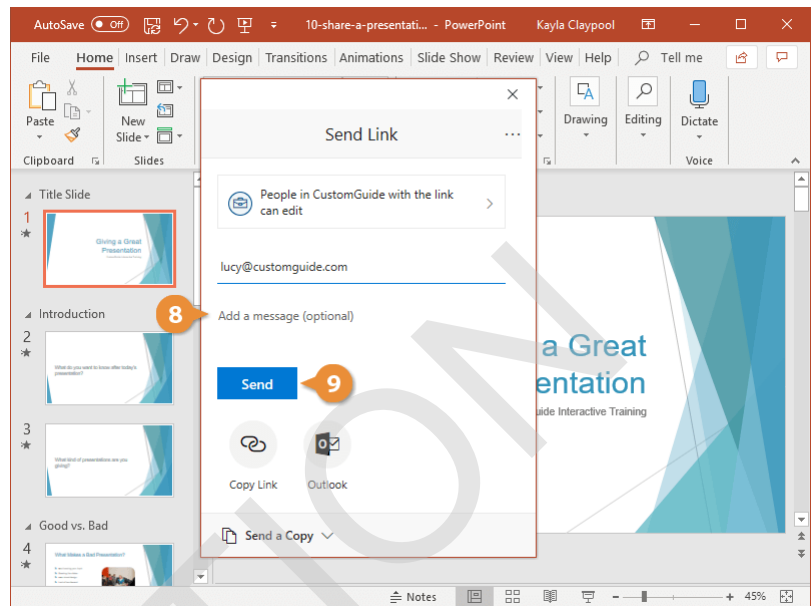 AutoSave Off 10-share-a-presentati... - PowerPoint Kayla Claypool
File Home Insert Draw Design Transitions Animations Slide Show Review View Help Tell me
Paste
New
Slide
Drawing Editing Dictate
Clipboard Slides Voice
Send Link
...
People in CustomGuide with the link
can edit
lucy@customguide.com
8
Add a message (optional)
Send
9
Copy Link Outlook
Send a Copy
Title Slide
1
Giving a Great
Presentation
Introduction
2
What do you want to know after today's
presentation?
3
What kind of presentations are you
giving?
Good vs. Bad
4
What Makes a Bad Presentation?
a Great
entation
uide Interactive Training
TION
Notes
45%